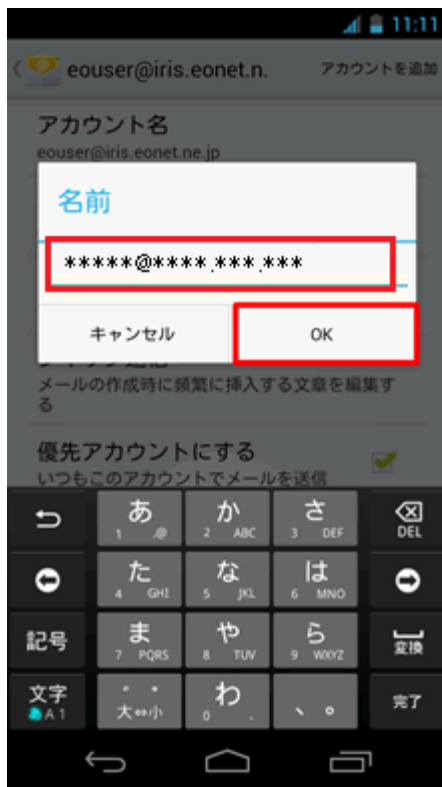 11:11
eouser@iris.eonet.n. アカウントを追加
アカウント名
eouser@iris.eonet.ne.jp
名前
*****@****.***.***
キャンセル OK
メールの作成時に頻繁に挿入する文章を編集す
る
優先アカウントにする
いつもこのアカウントでメールを送信
あ 1 .@ か 2 ABC さ 3 DEF DEL
た 4 GHI な 5 JKL は 6 MNO
記号 ま 7 PQRS や 8 TUV ら 9 WXYZ 変換
文字 あA1 ゛゜大⇔小 わ 0 - 、。 完了